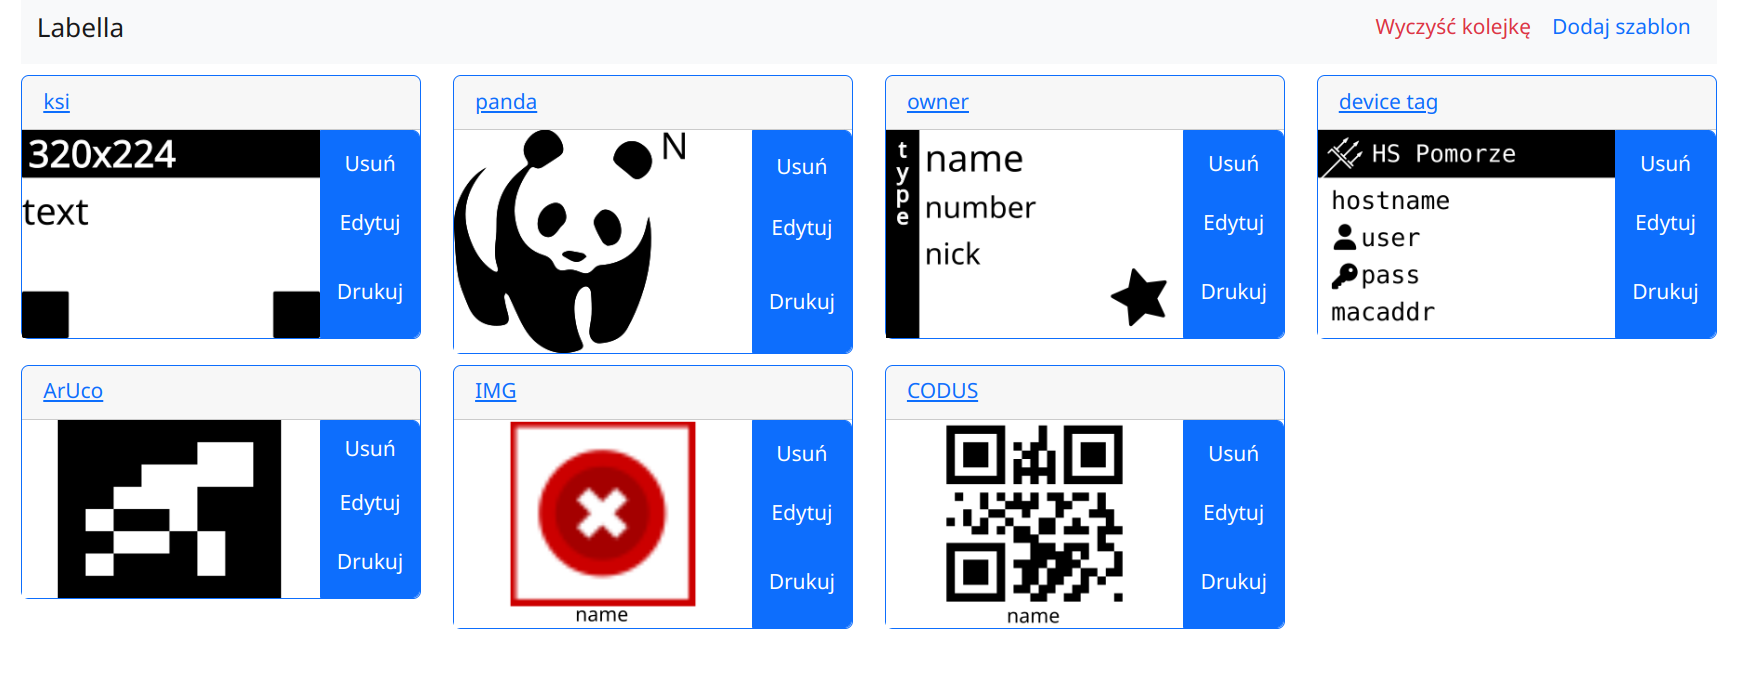 Labella
Wyczyść kolejkę
Dodaj szablon
ksi
320x224
text
Usuń
Edytuj
Drukuj
panda
N
Usuń
Edytuj
Drukuj
owner
type
name
number
nick
Usuń
Edytuj
Drukuj
device tag
HS Pomorze
hostname
user
pass
macaddr
Usuń
Edytuj
Drukuj
ArUco
Usuń
Edytuj
Drukuj
IMG
name
Usuń
Edytuj
Drukuj
CODUS
name
Usuń
Edytuj
Drukuj